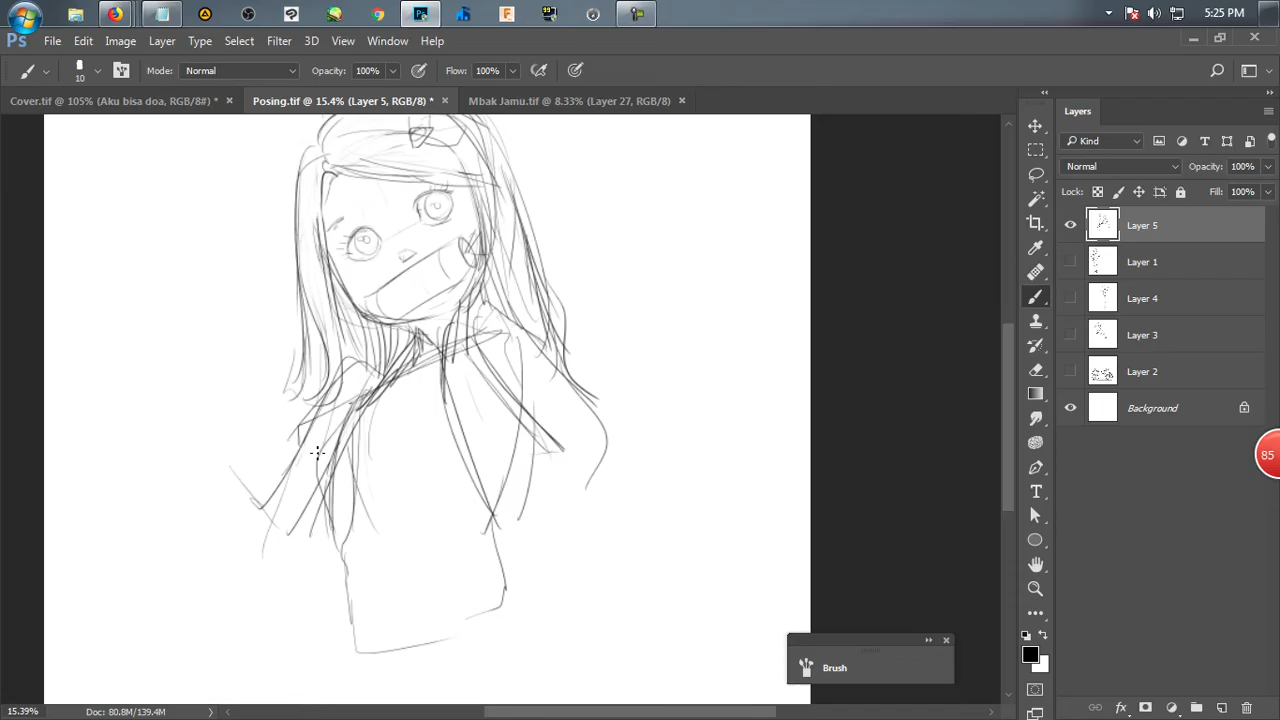 99
5:25 PM
Ps File Edit Image Layer Type Select Filter 3D View Window Help
10 Mode: Normal Opacity: 100% Flow: 100%
Cover.tif @ 105% (Aku bisa doa, RGB/8#) * × Posing.tif @ 15.4% (Layer 5, RGB/8) * × Mbak Jamu.tif @ 8.33% (Layer 27, RGB/8) ×
Layers
Kind
Normal Opacity: 100%
Lock: Fill: 100%
Layer 5
Layer 1
Layer 4
Layer 3
Layer 2
Background
85
Brush
15.39% Doc: 80.8M/139.4M